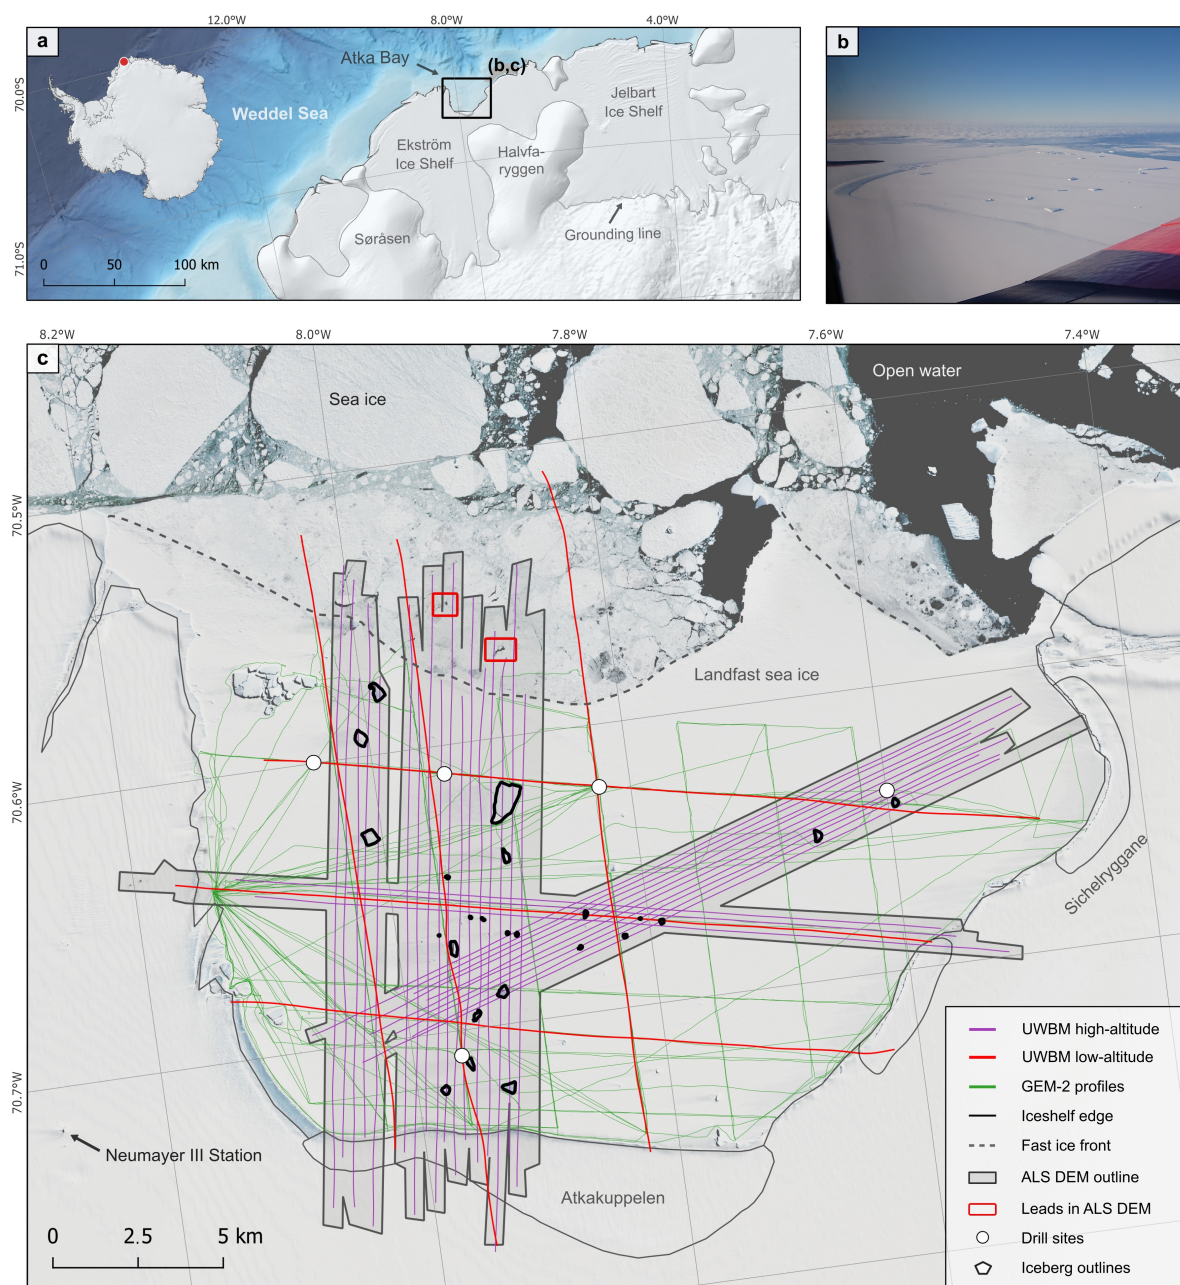 12.0°W
8.0°W
4.0°W
a
Atka Bay
(b,c)
b
70.0°S
Weddel Sea
Jelbart
Ice Shelf
Ekström
Ice Shelf
Halvfa-
ryggen
Søråsen
Grounding line
71.0°S
0
50
100 km
8.2°W
8.0°W
7.8°W
7.6°W
7.4°W
c
Sea ice
Open water
70.5°W
Landfast sea ice
70.6°W
Sichelryggane
70.7°W
Neumayer III Station
Atkakuppelen
0
2.5
5 km
UWBM high-altitude
UWBM low-altitude
GEM-2 profiles
Iceshelf edge
Fast ice front
ALS DEM outline
Leads in ALS DEM
Drill sites
Iceberg outlines